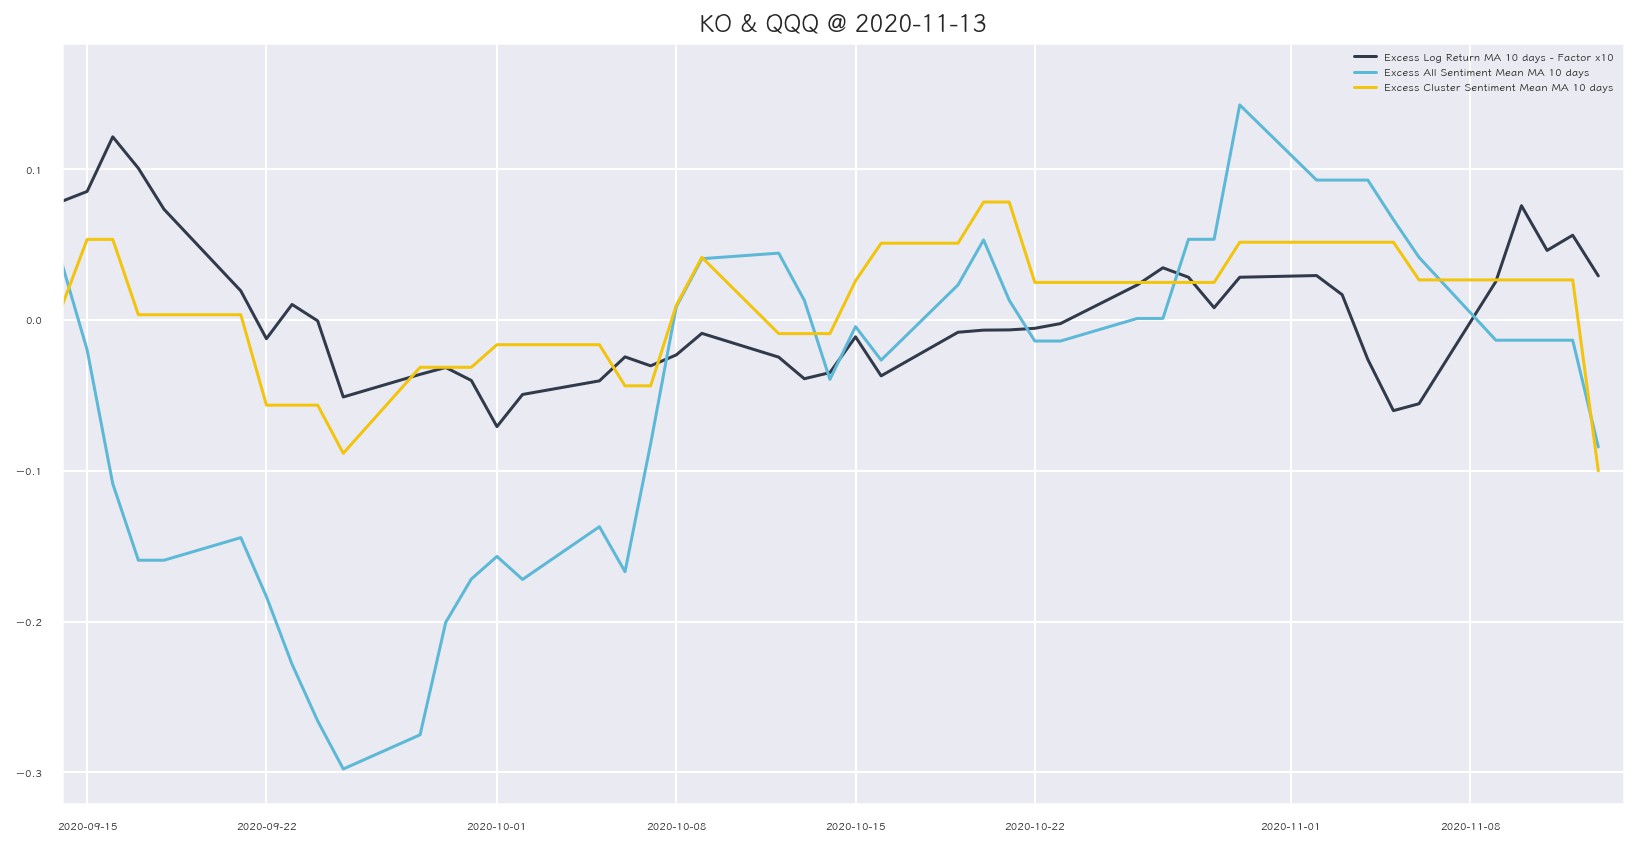 KO & QQQ @ 2020-11-13
Excess Log Return MA 10 days - Factor x10
Excess All Sentiment Mean MA 10 days
Excess Cluster Sentiment Mean MA 10 days
0.1
0.0
−0.1
−0.2
−0.3
2020-09-15 2020-09-22 2020-10-01 2020-10-08 2020-10-15 2020-10-22 2020-11-01 2020-11-08